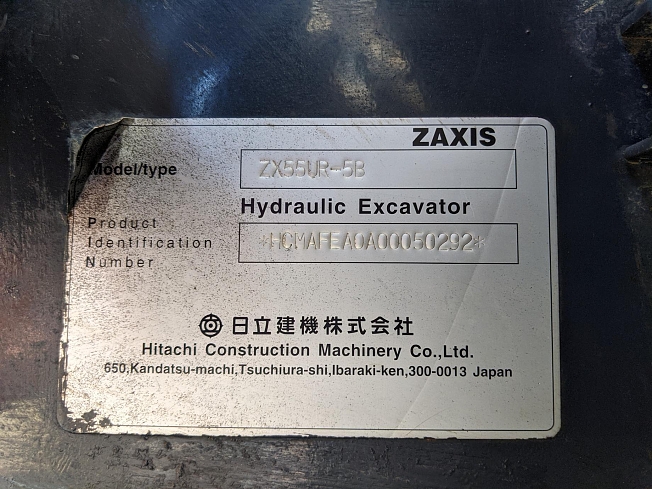 ZAXIS
Model/type ZX55UR-5B
Hydraulic Excavator
Product
Identification
Number
*HCMAFEA0A00050292*
日立建機株式会社
Hitachi Construction Machinery Co.,Ltd.
650,Kandatsu-machi,Tsuchiura-shi,Ibaraki-ken,300-0013 Japan